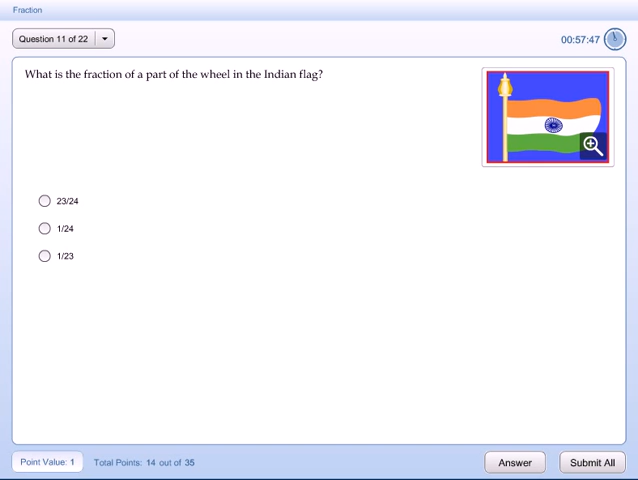 Fraction
Question 11 of 22
00:57:47
What is the fraction of a part of the wheel in the Indian flag?
23/24
1/24
1/23
Point Value: 1
Total Points: 14 out of 35
Answer
Submit All